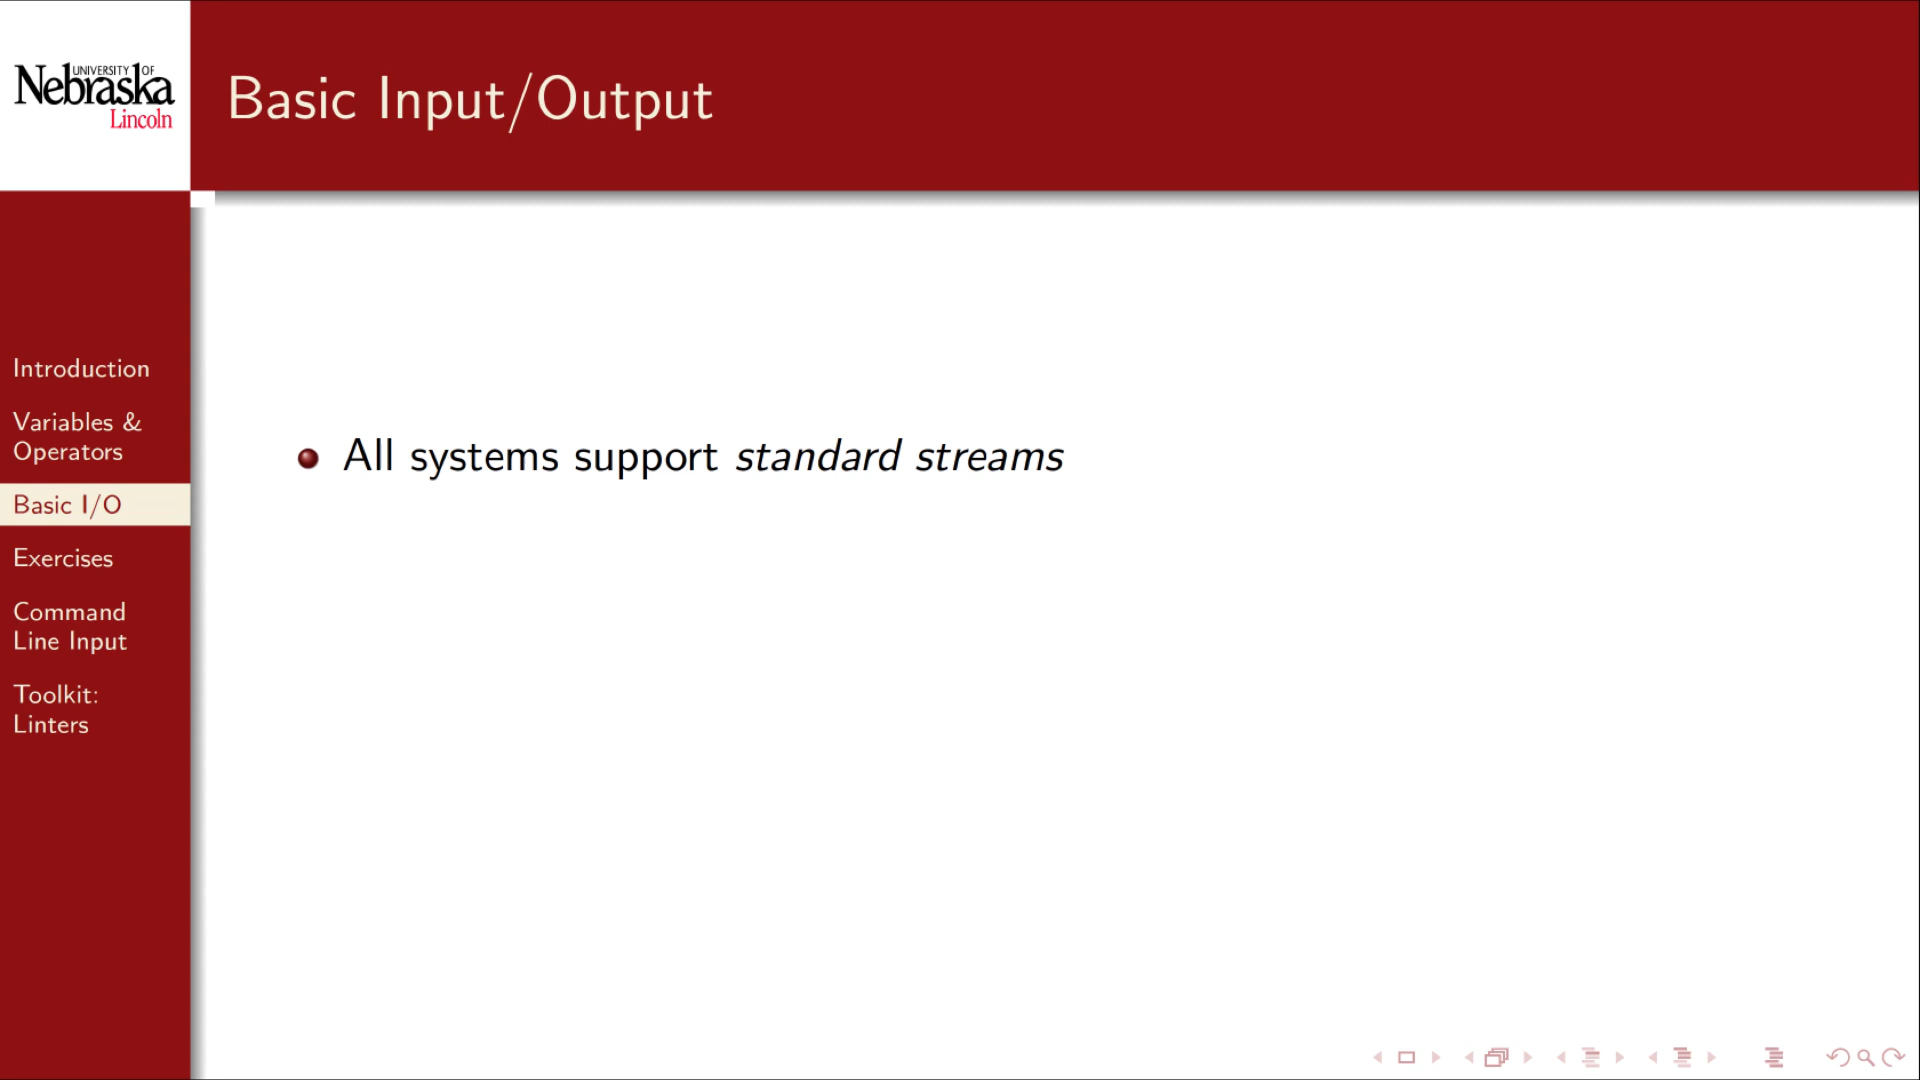 UNIVERSITY OF
Nebraska
Lincoln
Basic Input/Output
Introduction
Variables &
Operators
Basic I/O
Exercises
Command
Line Input
Toolkit:
Linters
All systems support standard streams